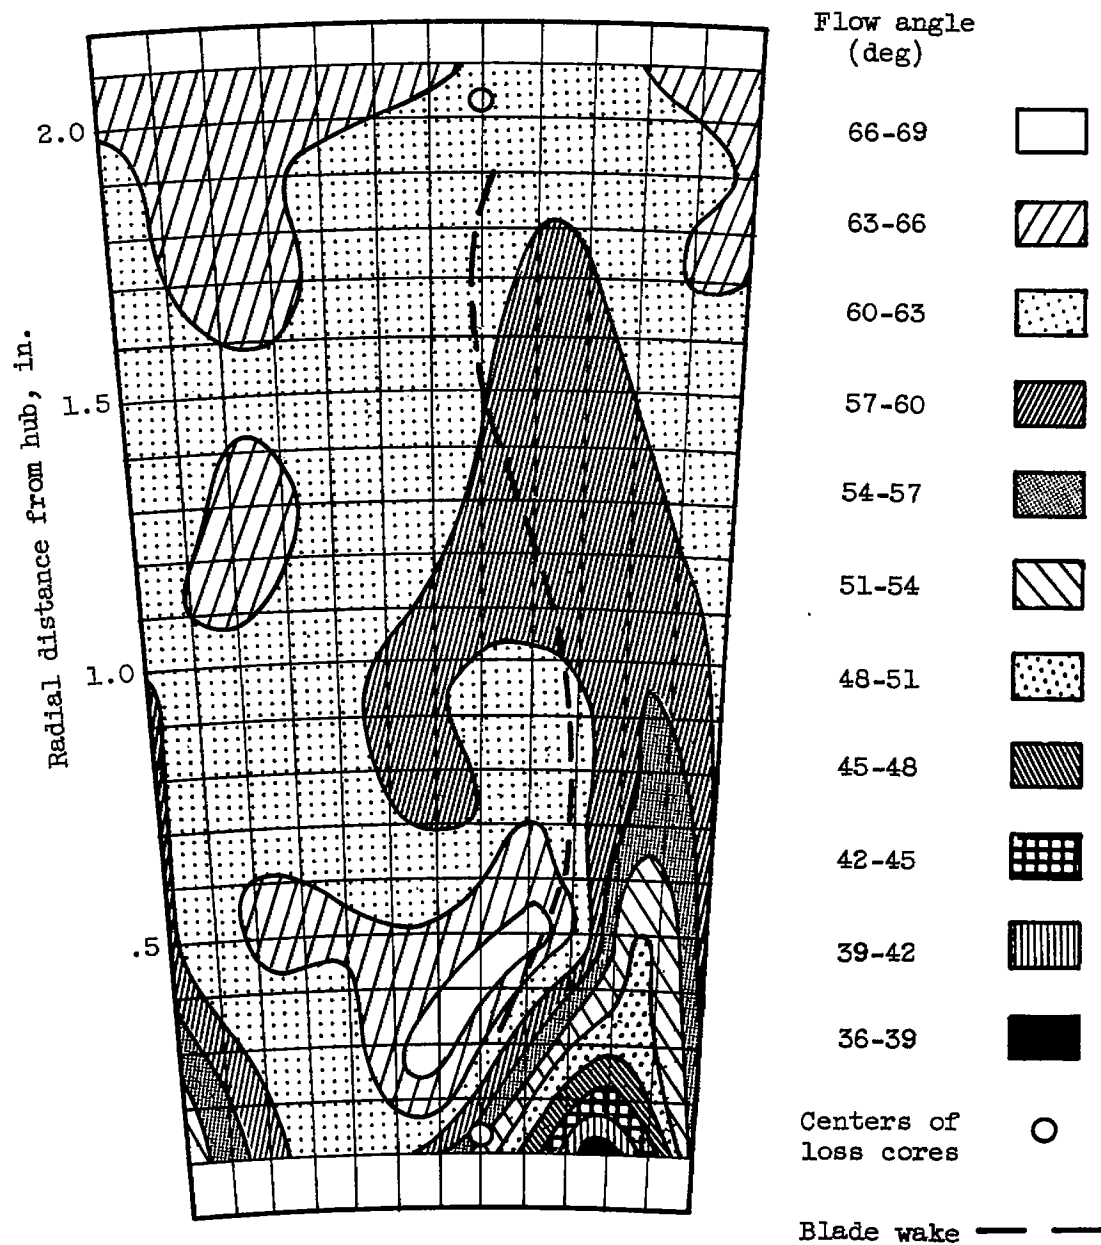 Flow angle
(deg)
66-69
63-66
60-63
57-60
54-57
51-54
48-51
45-48
42-45
39-42
36-39
Centers of
loss cores
Blade wake
Radial distance from hub, in.
2.0
1.5
1.0
.5